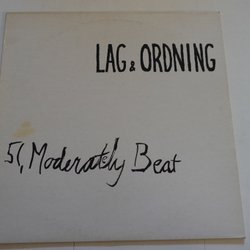 LAG & ORDNING
51, Moderately Beat